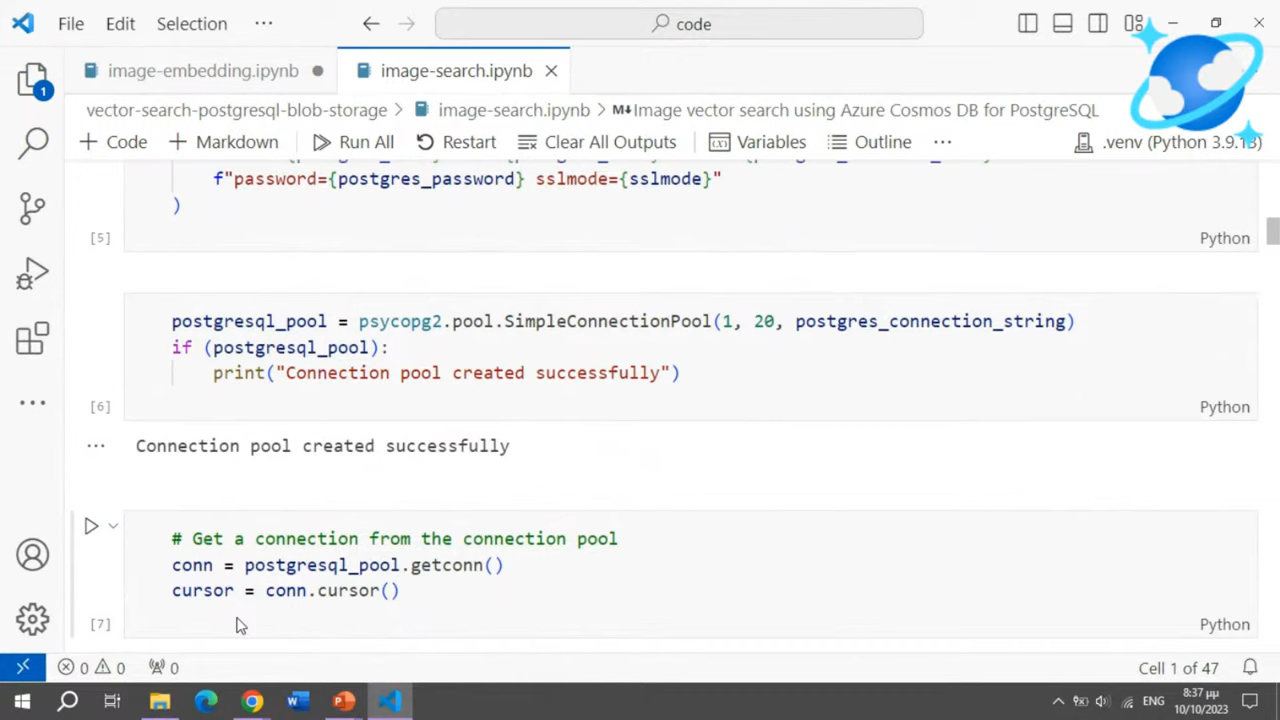 File Edit Selection ··· code
image-embedding.ipynb image-search.ipynb
vector-search-postgresql-blob-storage > image-search.ipynb > M↓Image vector search using Azure Cosmos DB for PostgreSQL
+ Code + Markdown Run All Restart Clear All Outputs Variables Outline ··· .venv (Python 3.9.13)
1
f"password={postgres_password} sslmode={sslmode}"
)
[5] Python
postgresql_pool = psycopg2.pool.SimpleConnectionPool(1, 20, postgres_connection_string)
if (postgresql_pool):
print("Connection pool created successfully")
[6] Python
··· Connection pool created successfully
# Get a connection from the connection pool
conn = postgresql_pool.getconn()
cursor = conn.cursor()
[7] Python
0 0 0 Cell 1 of 47
ENG 8:37 μμ
10/10/2023